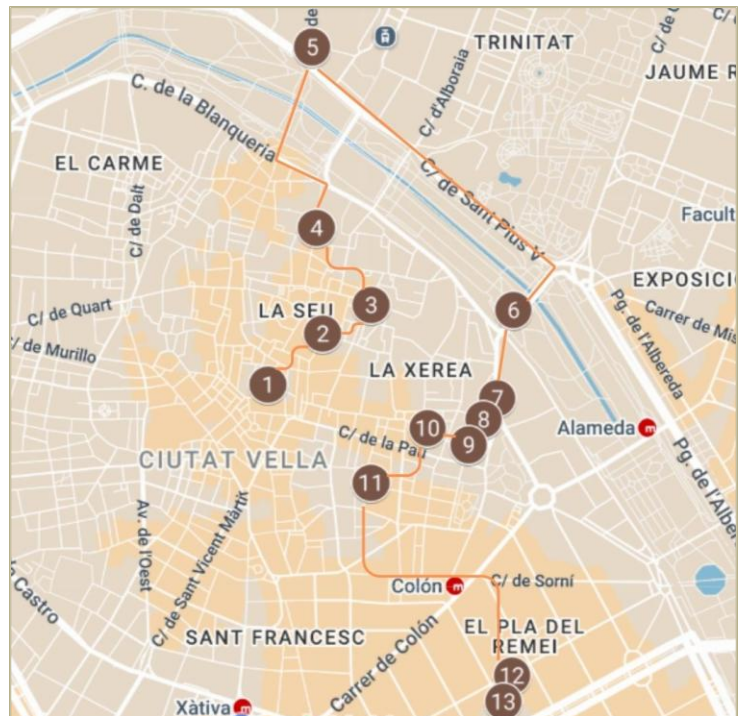 5
TRINITAT
C/ d'Alboraia
JAUME R
C. de la Blanqueria
EL CARME
C/ de Dalt
C/ de Sant Pius V
Facult
4
EXPOSICI
3
6
C/ de Quart
LA SEU
2
Pg. de l'Albereda
Carrer de Mis
/ de Murillo
1
LA XEREA
7
8
10
9
Alameda
m
C/ de la Pau
CIUTAT VELLA
11
Pg. de l'Albe
Av. de l'Oest
C/ de Sant Vicent Màrtir
Colón
m
C/ de Sorní
Castro
SANT FRANCESC
EL PLA DEL
REMEI
Carrer de Colón
12
13
Xàtiva
m